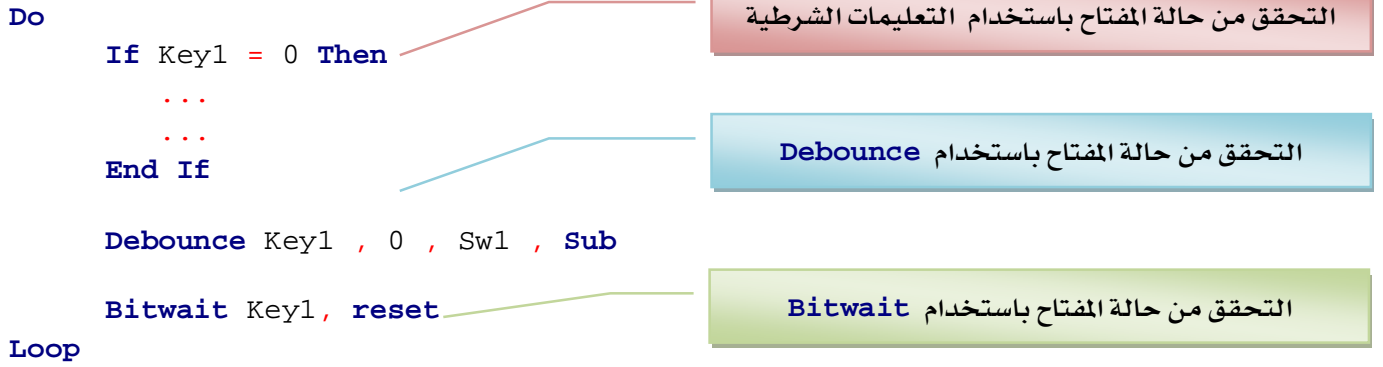 Do
التحقق من حالة المفتاح باستخدام التعليمات الشرطية
If Key1 = 0 Then
...
...
End If
التحقق من حالة المفتاح باستخدام Debounce
Debounce Key1 , 0 , Sw1 , Sub
Bitwait Key1, reset
التحقق من حالة المفتاح باستخدام Bitwait
Loop